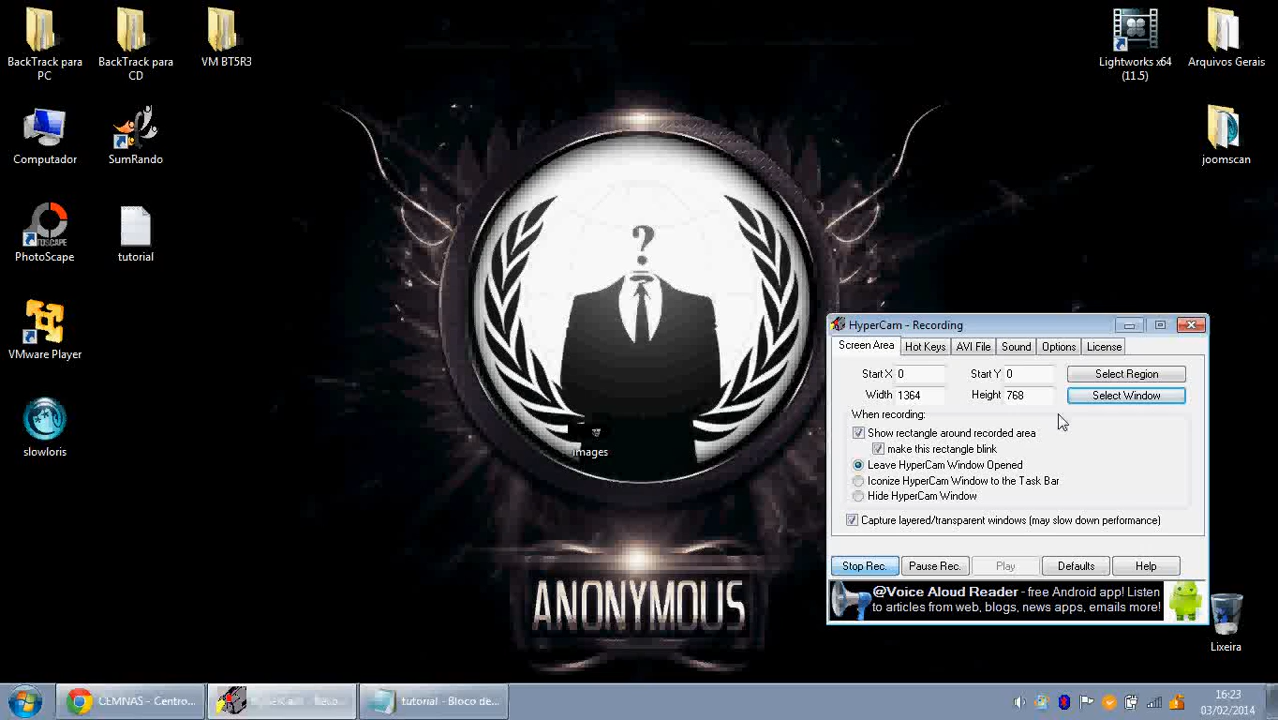 BackTrack para
PC
BackTrack para
CD
VM BT5R3
Lightworks x64
(11.5)
Arquivos Gerais
Computador
SumRando
joomscan
PhotoScape
tutorial
VMware Player
slowloris
?
images
ANONYMOUS
HyperCam - Recording
Screen Area
Hot Keys
AVI File
Sound
Options
License
Start X 0
Start Y 0
Select Region
Width 1364
Height 768
Select Window
When recording:
Show rectangle around recorded area
make this rectangle blink
Leave HyperCam Window Opened
Iconize HyperCam Window to the Task Bar
Hide HyperCam Window
Capture layered/transparent windows (may slow down performance)
Stop Rec.
Pause Rec.
Play
Defaults
Help
@Voice Aloud Reader - free Android app! Listen
to articles from web, blogs, news apps, emails more!
Lixeira
CEMNAS - Centro...
tutorial - Bloco de...
16:23
03/02/2014